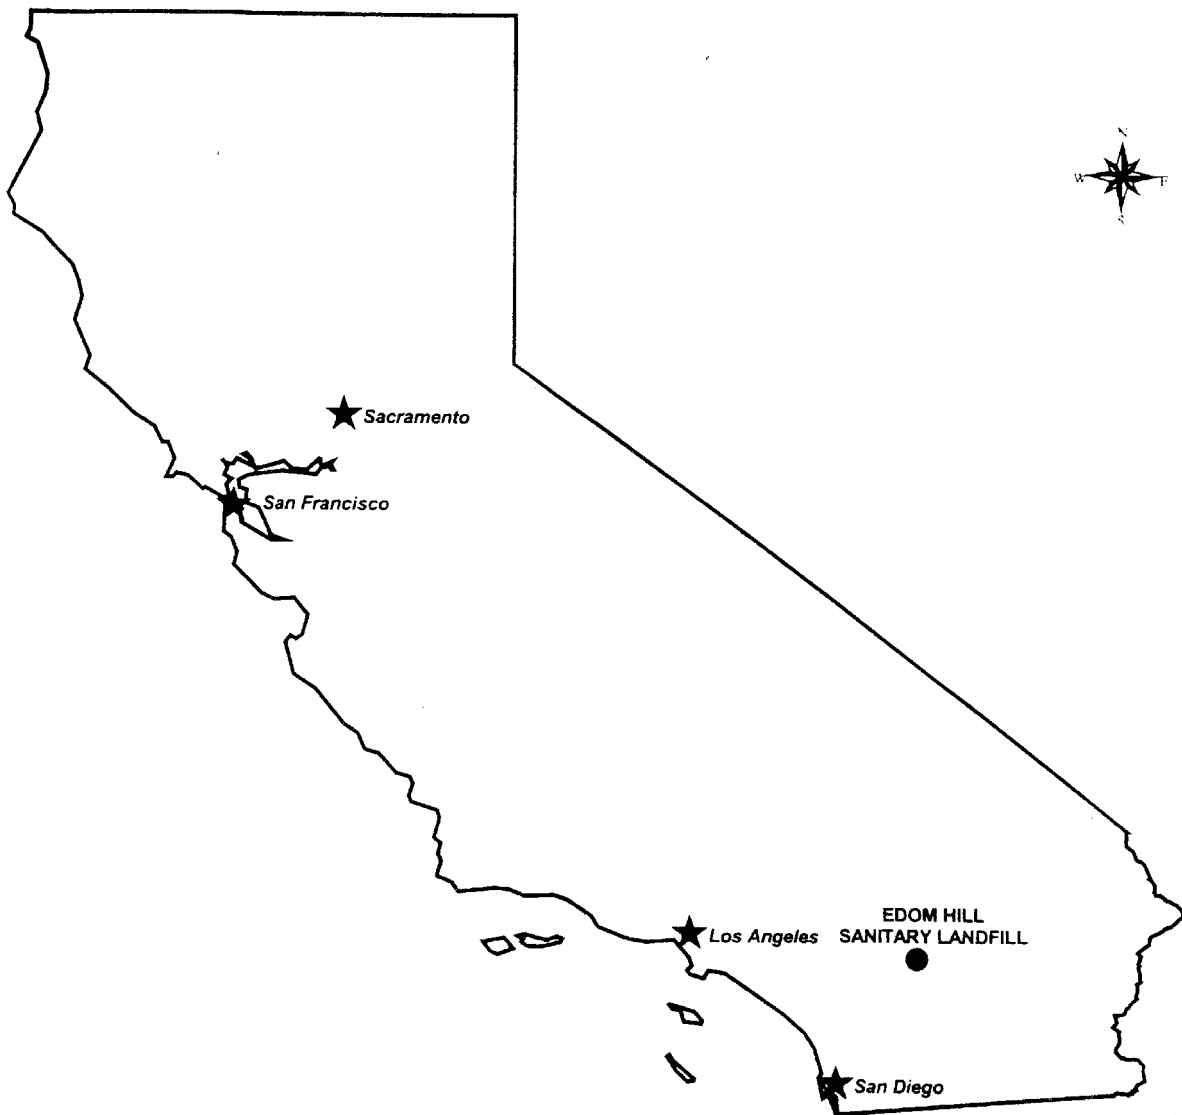 N
W E
S
Sacramento
San Francisco
EDOM HILL
Los Angeles SANITARY LANDFILL
San Diego